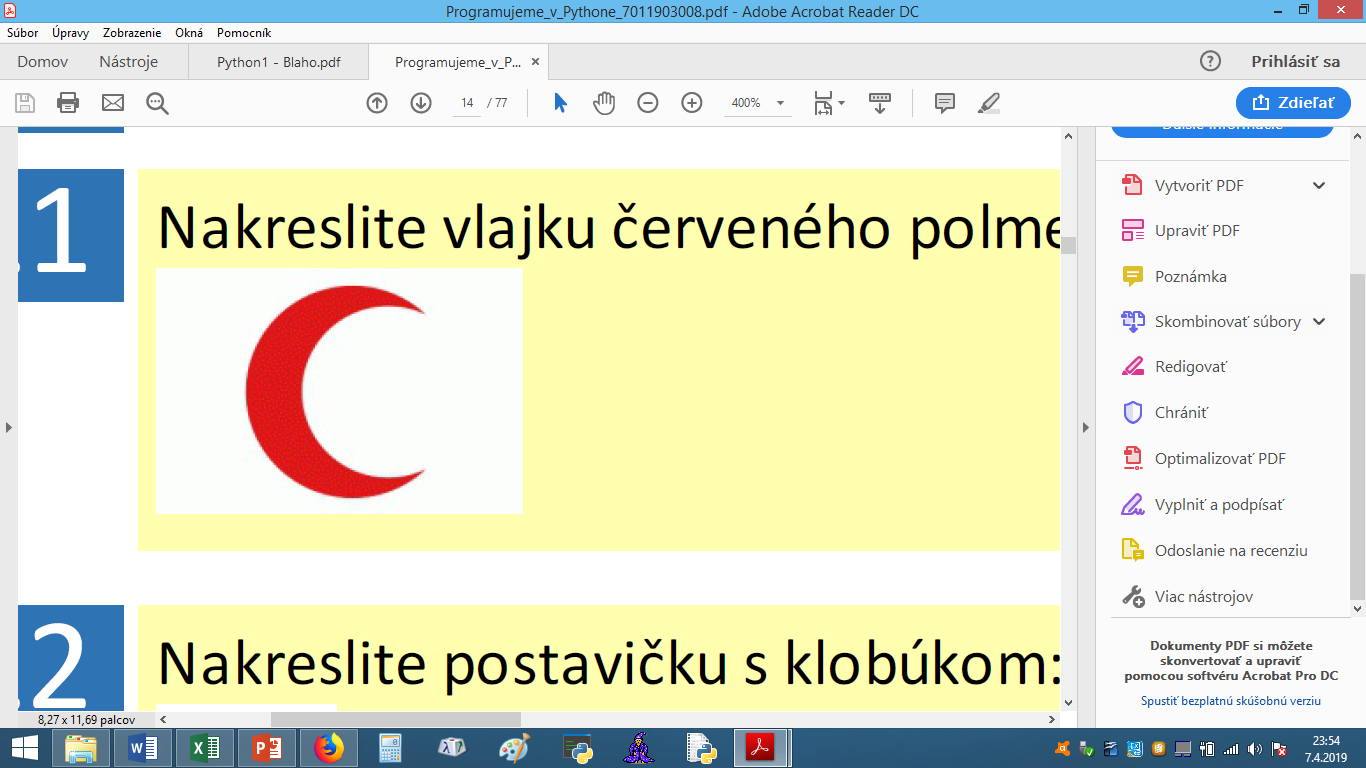 Programujeme_v_Pythone_7011903008.pdf - Adobe Acrobat Reader DC
Súbor Úpravy Zobrazenie Okná Pomocník
Domov Nástroje Python1 - Blaho.pdf Programujeme_v_P... × Prihlásiť sa
14 / 77 400% Zdieľať
Ďalšie informácie
.1 Nakreslite vlajku červeného polme
Vytvoriť PDF
Upraviť PDF
Poznámka
Skombinovať súbory
Redigovať
Chrániť
Optimalizovať PDF
Vyplniť a podpísať
Odoslanie na recenziu
Viac nástrojov
.2 Nakreslite postavičku s klobúkom:
Dokumenty PDF si môžete
skonvertovať a upraviť
pomocou softvéru Acrobat Pro DC
Spustiť bezplatnú skúšobnú verziu
8,27 x 11,69 palcov
23:54
7.4.2019